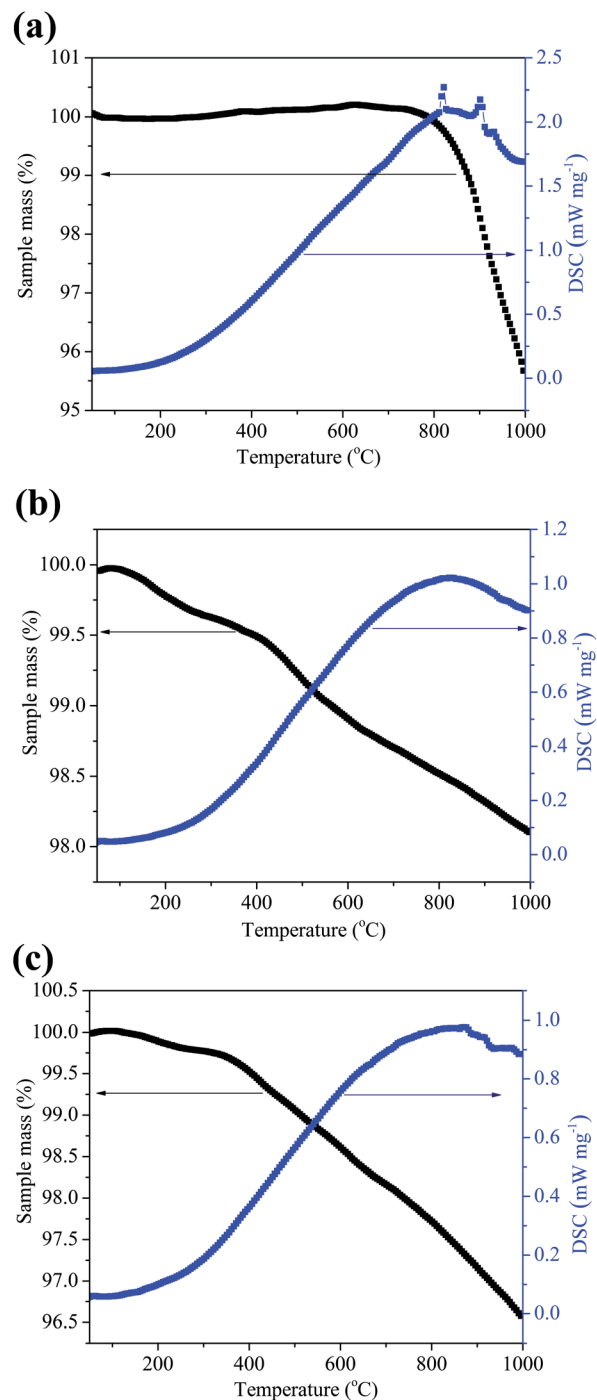 (a)
101
100
99
98
97
96
95
Sample mass (%)
2.5
2.0
1.5
1.0
0.5
0.0
DSC (mW mg-1)
200 400 600 800 1000
Temperature (oC)
(b)
100.0
99.5
99.0
98.5
98.0
Sample mass (%)
1.2
1.0
0.8
0.6
0.4
0.2
0.0
DSC (mW mg-1)
200 400 600 800 1000
Temperature (oC)
(c)
100.5
100.0
99.5
99.0
98.5
98.0
97.5
97.0
96.5
Sample mass (%)
1.0
0.8
0.6
0.4
0.2
0.0
DSC (mW mg-1)
200 400 600 800 1000
Temperature (oC)